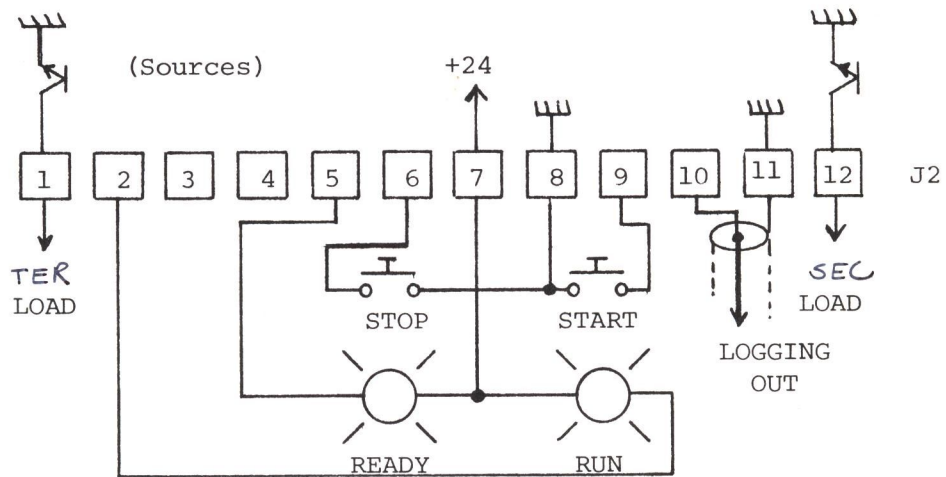 (Sources)
+24
1 2 3 4 5 6 7 8 9 10 11 12 J2
TER
LOAD
STOP
START
SEC
LOAD
LOGGING
OUT
READY
RUN